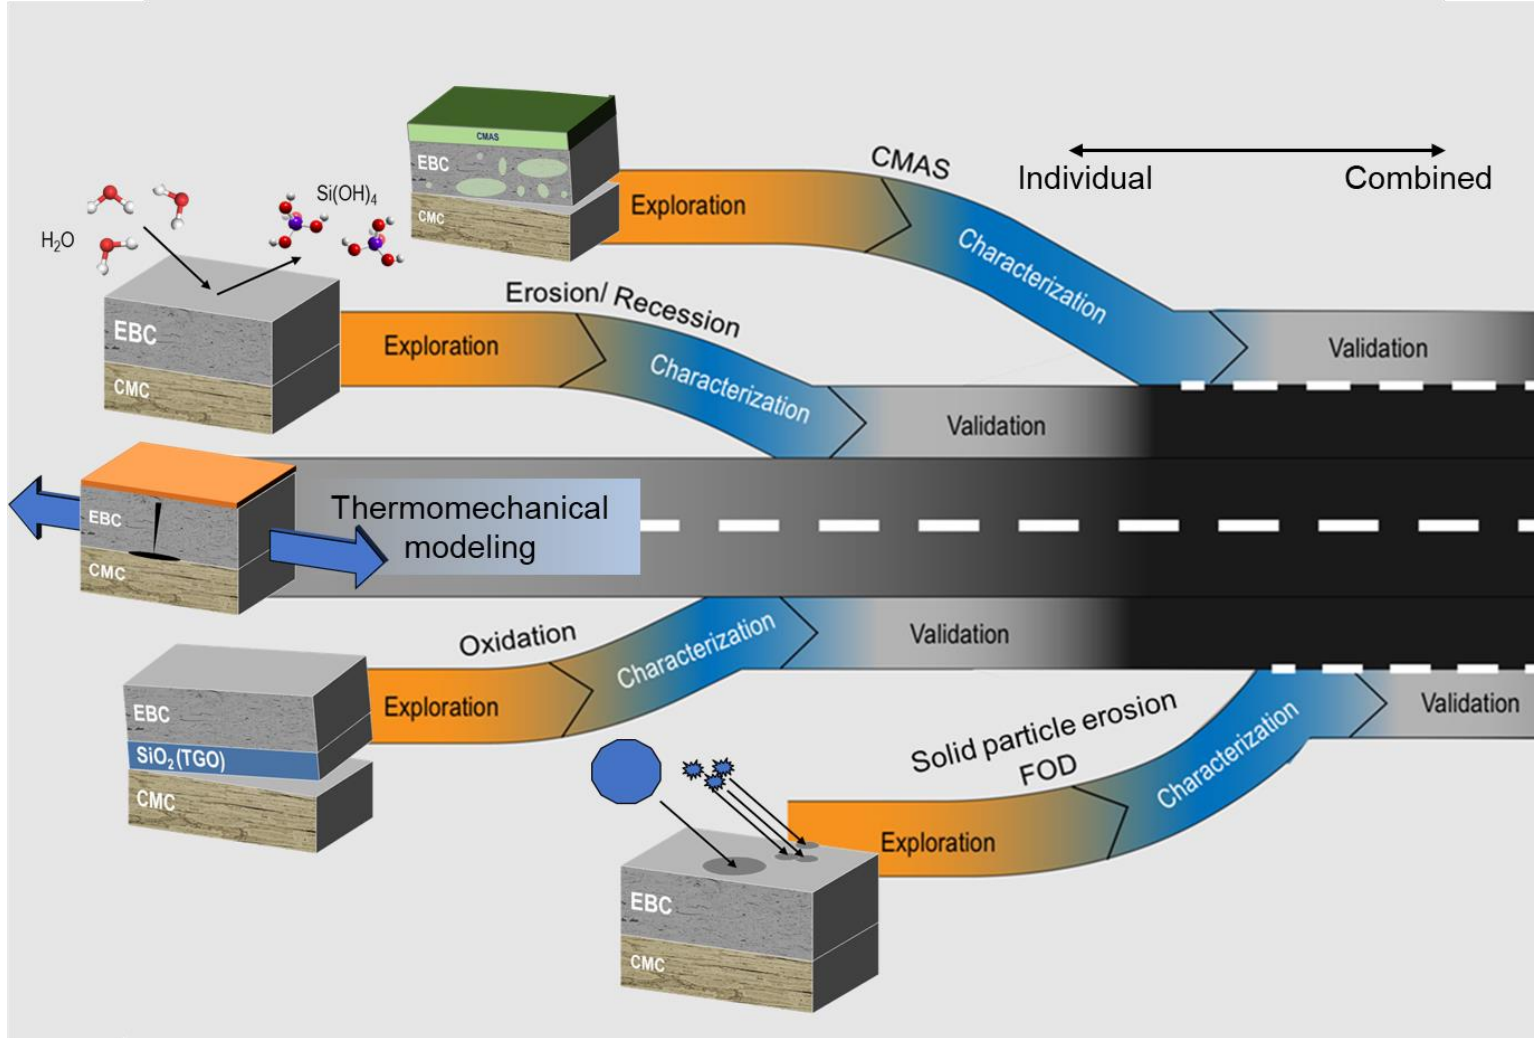 CMAS
EBC
CMC
Exploration
CMAS
Characterization
Validation
Individual
Combined
H₂O
Si(OH)₄
EBC
CMC
Exploration
Erosion/ Recession
Characterization
Validation
EBC
CMC
Thermomechanical
modeling
EBC
SiO₂(TGO)
CMC
Exploration
Oxidation
Characterization
Validation
EBC
CMC
Exploration
Solid particle erosion
FOD
Characterization
Validation